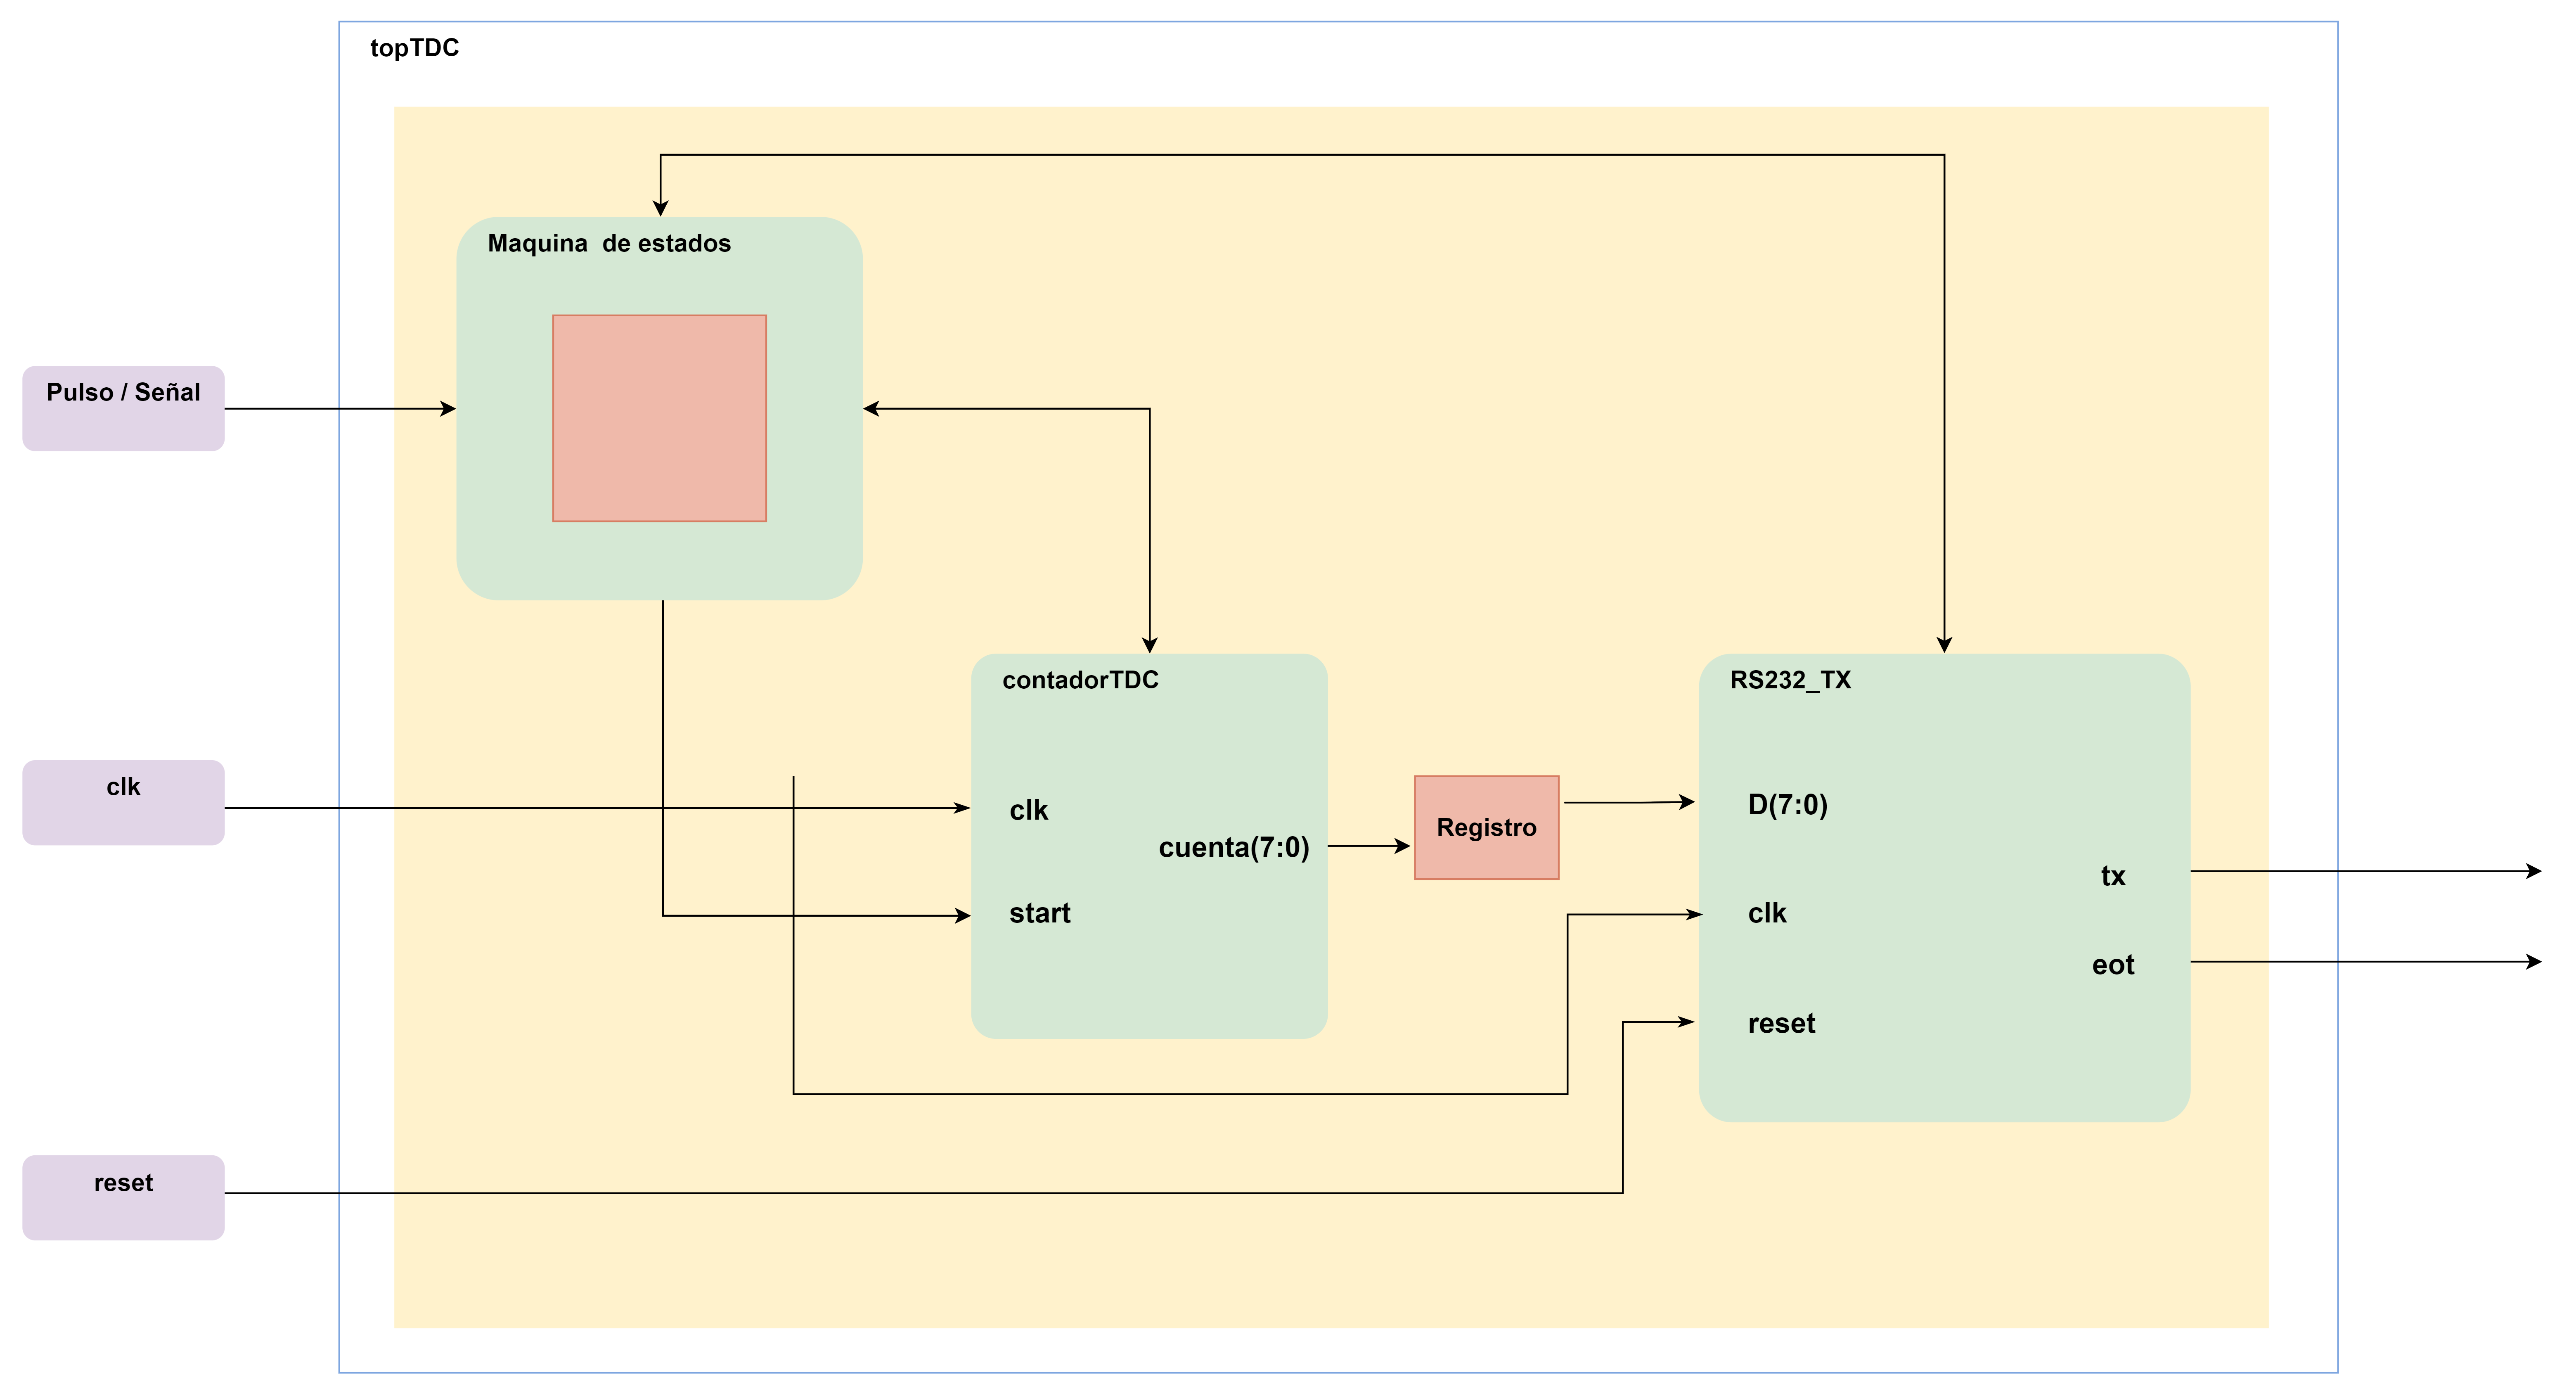 topTDC
Maquina  de estados
Pulso / Señal
contadorTDC
RS232_TX
clk
clk
cuenta(7:0)
start
Registro
D(7:0)
clk
reset
tx
eot
reset